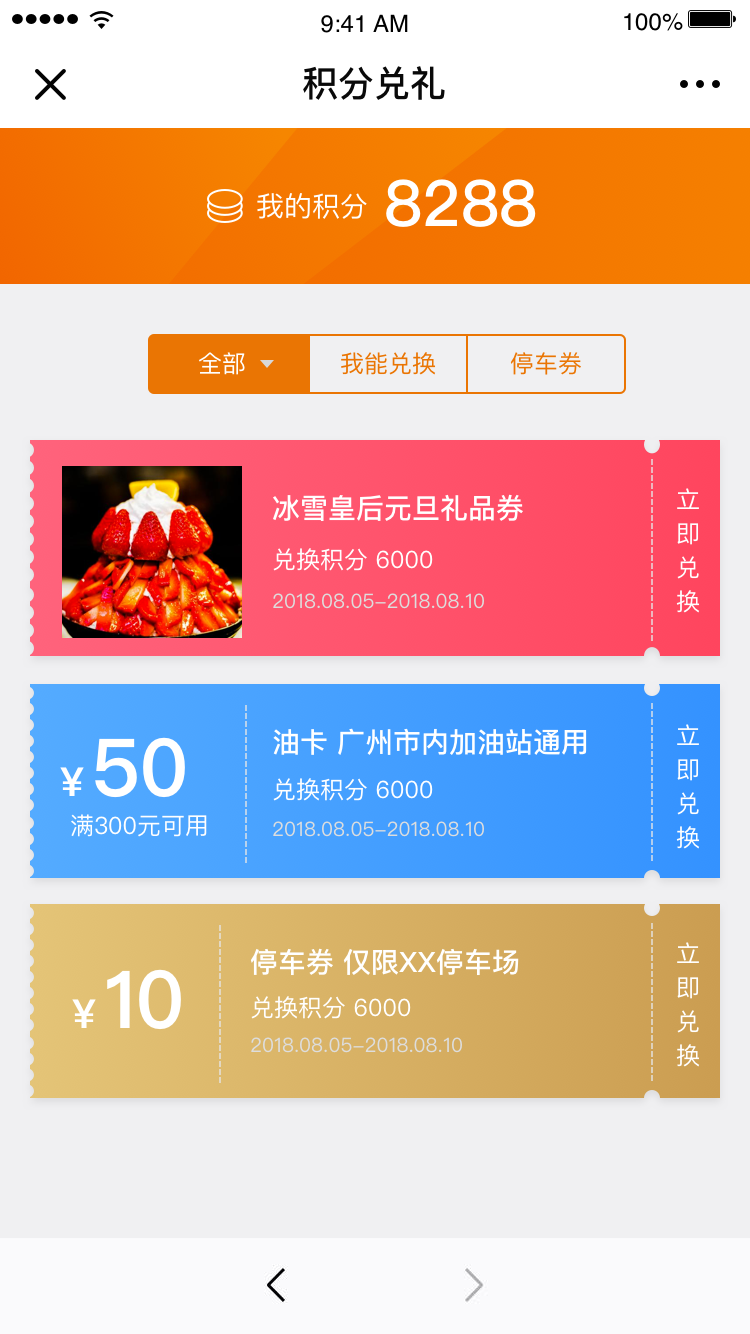 9:41 AM
100%
积分兑礼
我的积分 8288
全部
我能兑换
停车券
冰雪皇后元旦礼品券
兑换积分 6000
2018.08.05-2018.08.10
立即兑换
¥50
满300元可用
油卡 广州市内加油站通用
兑换积分 6000
2018.08.05-2018.08.10
立即兑换
¥10
停车券 仅限XX停车场
兑换积分 6000
2018.08.05-2018.08.10
立即兑换